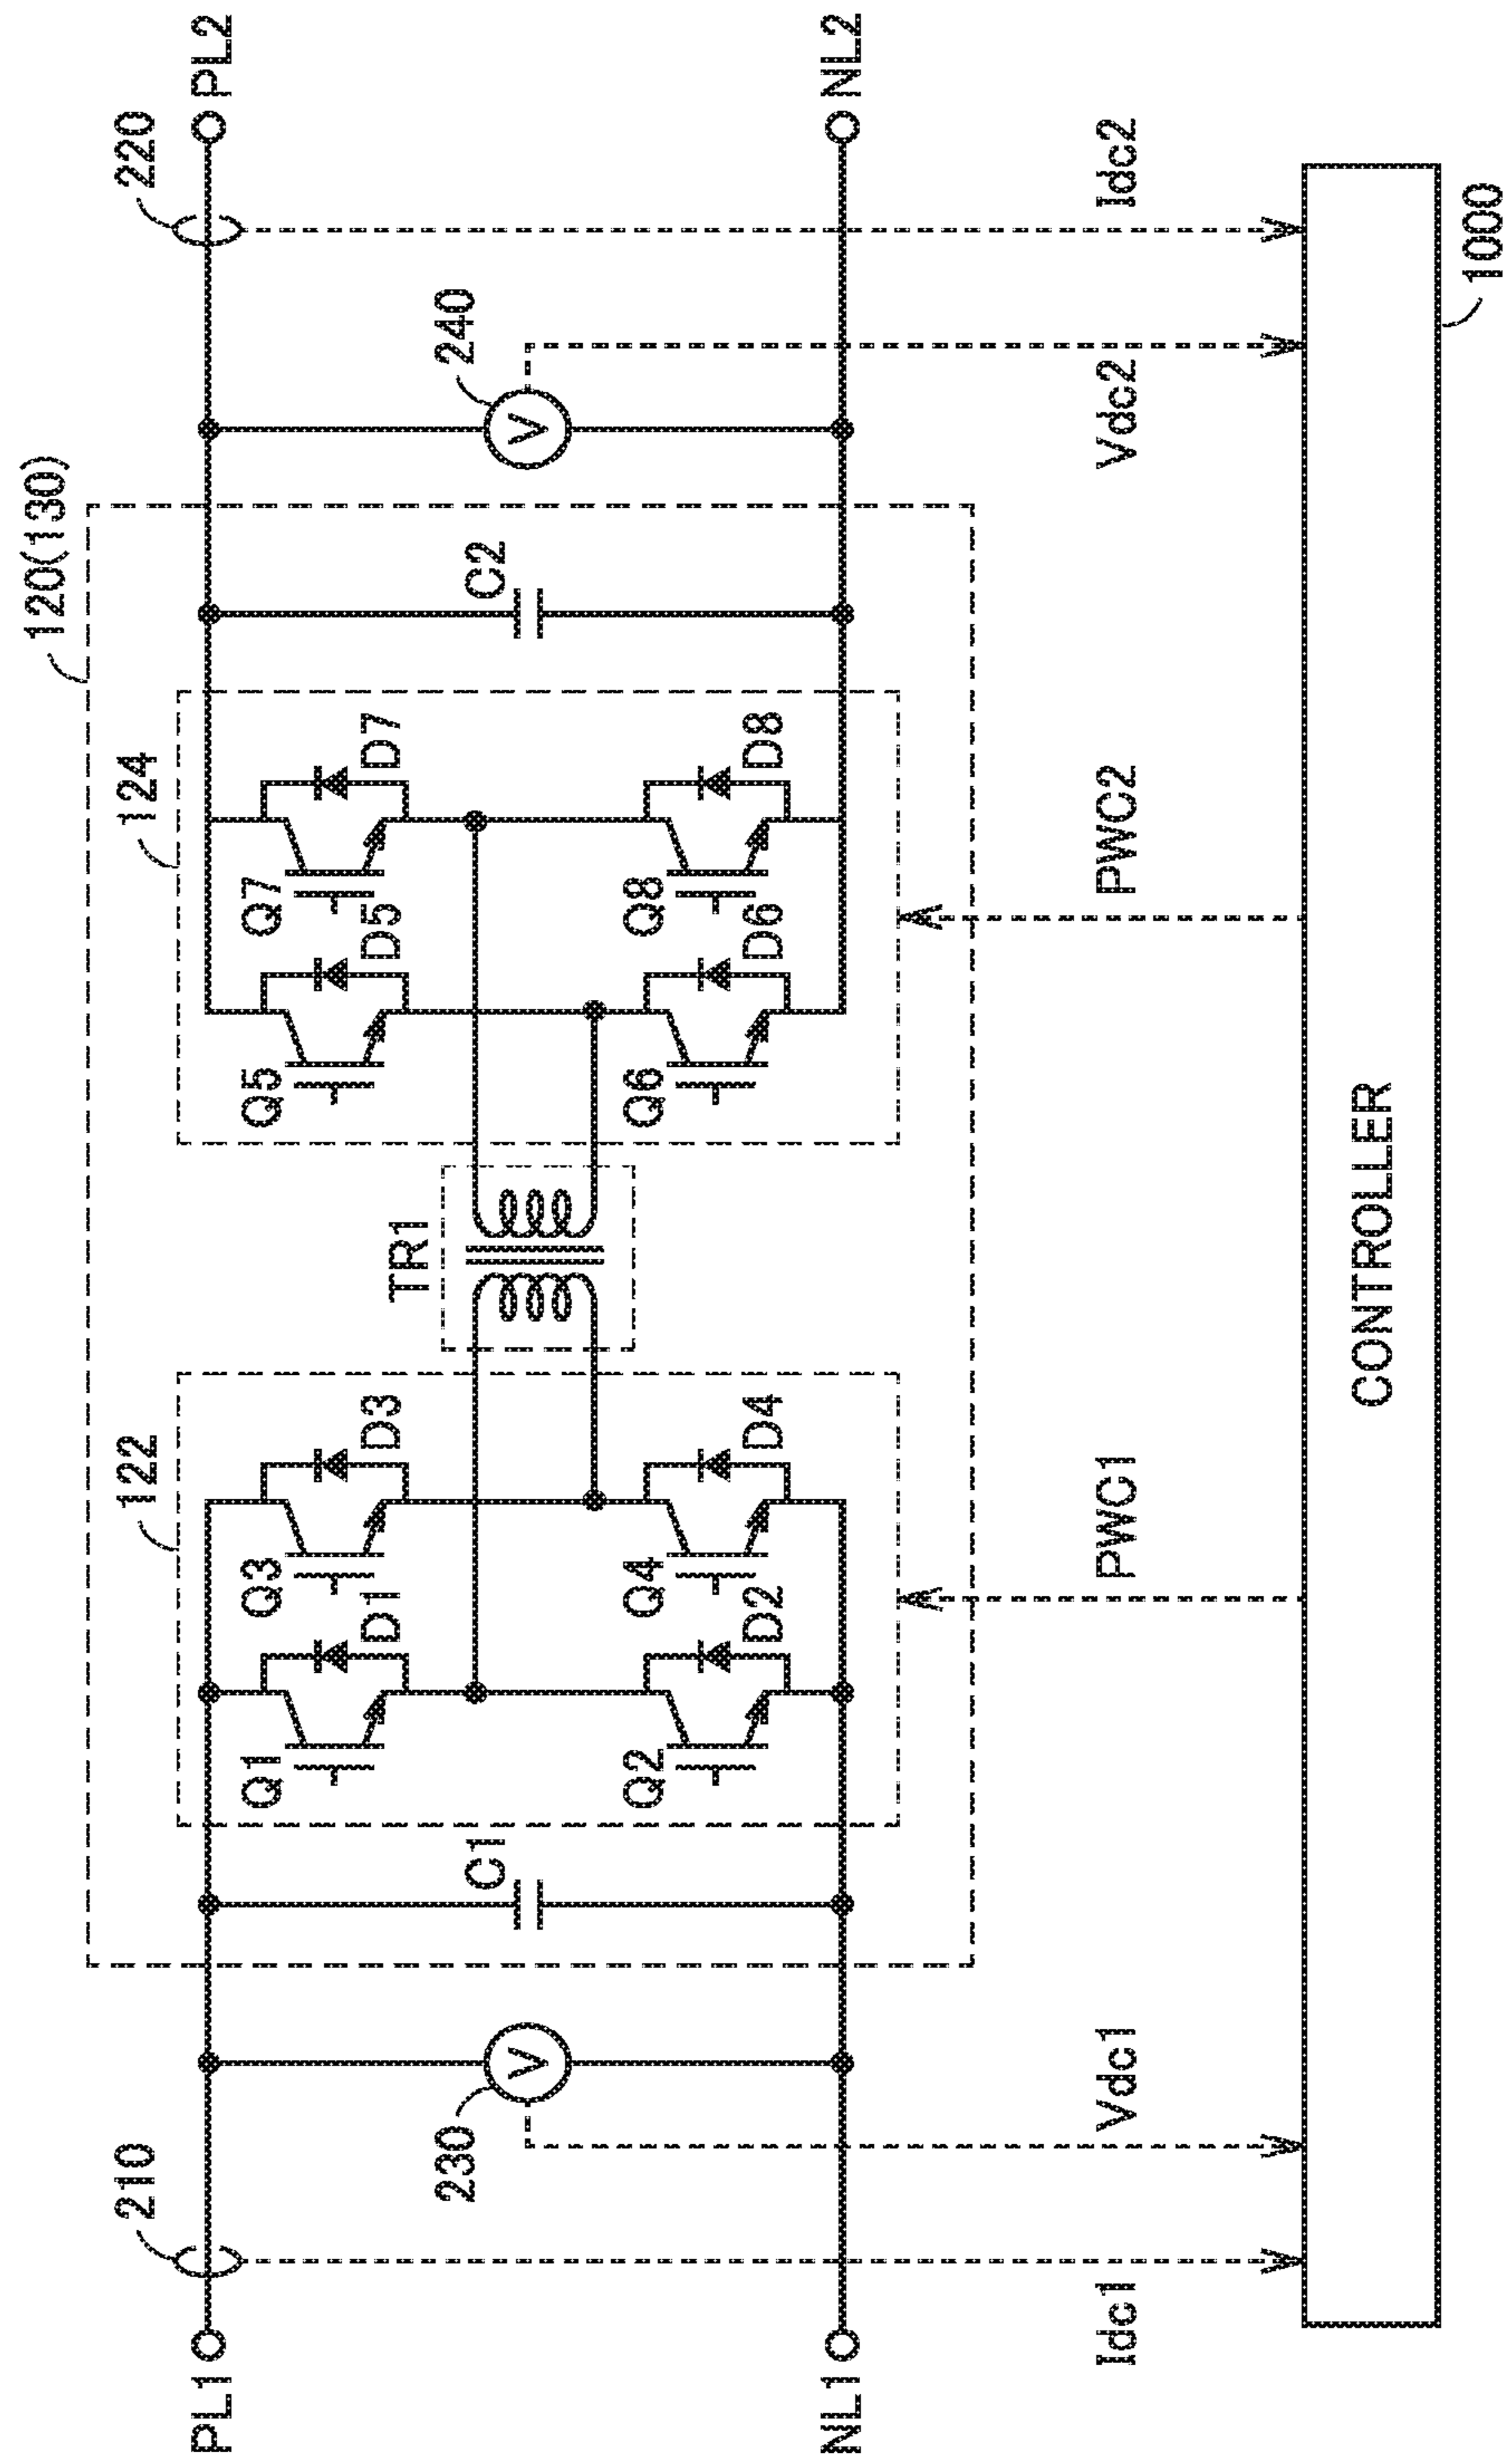 120(130)
210
122
124
220
PL1
PL2
Q1
Q3
Q5
Q7
D1
D3
D5
D7
TR1
230
C1
C2
240
Q2
Q4
Q6
Q8
D2
D4
D6
D8
NL1
NL2
Idc1
Vdc1
PWC1
PWC2
Vdc2
Idc2
CONTROLLER
1000